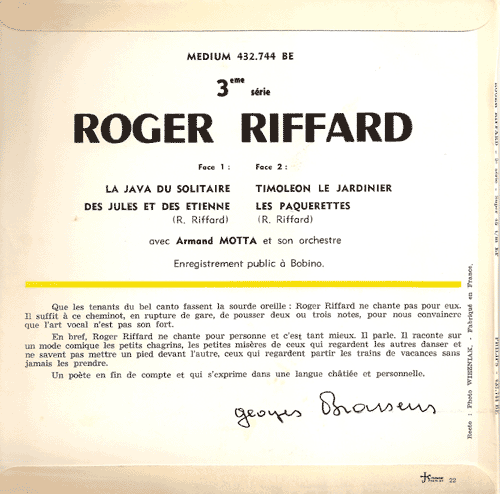 MEDIUM 432.744 BE
3eme série
ROGER RIFFARD
Face 1 :
LA JAVA DU SOLITAIRE
DES JULES ET DES ETIENNE
(R. Riffard)
Face 2 :
TIMOLEON LE JARDINIER
LES PAQUERETTES
(R. Riffard)
avec Armand MOTTA et son orchestre
Enregistrement public à Bobino.
Que les tenants du bel canto fassent la sourde oreille : Roger Riffard ne chante pas pour eux.
Il suffit à ce cheminot, en rupture de gare, de pousser deux ou trois notes, pour nous convaincre
que l'art vocal n'est pas son fort.
En bref, Roger Riffard ne chante pour personne et c'est tant mieux. Il parle. Il raconte sur
un mode comique les petits chagrins, les petites misères de ceux qui regardent les autres danser et
ne savent pas mettre un pied devant l'autre, ceux qui regardent partir les trains de vacances sans
jamais les prendre.
Un poète en fin de compte et qui s'exprime dans une langue châtiée et personnelle.
georges Brassens
Recto : Photo WISZNIAK. - Fabriqué en France.
22